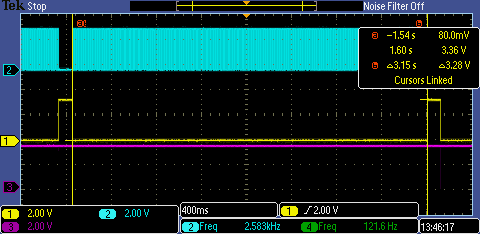 Tek Stop Noise Filter Off
a b
a −1.54 s 80.0mV
b 1.60 s 3.36 V
△3.15 s △3.28 V
Cursors Linked
2
1
3
1 2.00 V 2 2.00 V 400ms 1 ∫ 2.00 V
3 2.00 V 2 Freq 2.583kHz 4 Freq 121.6 Hz 13:46:17